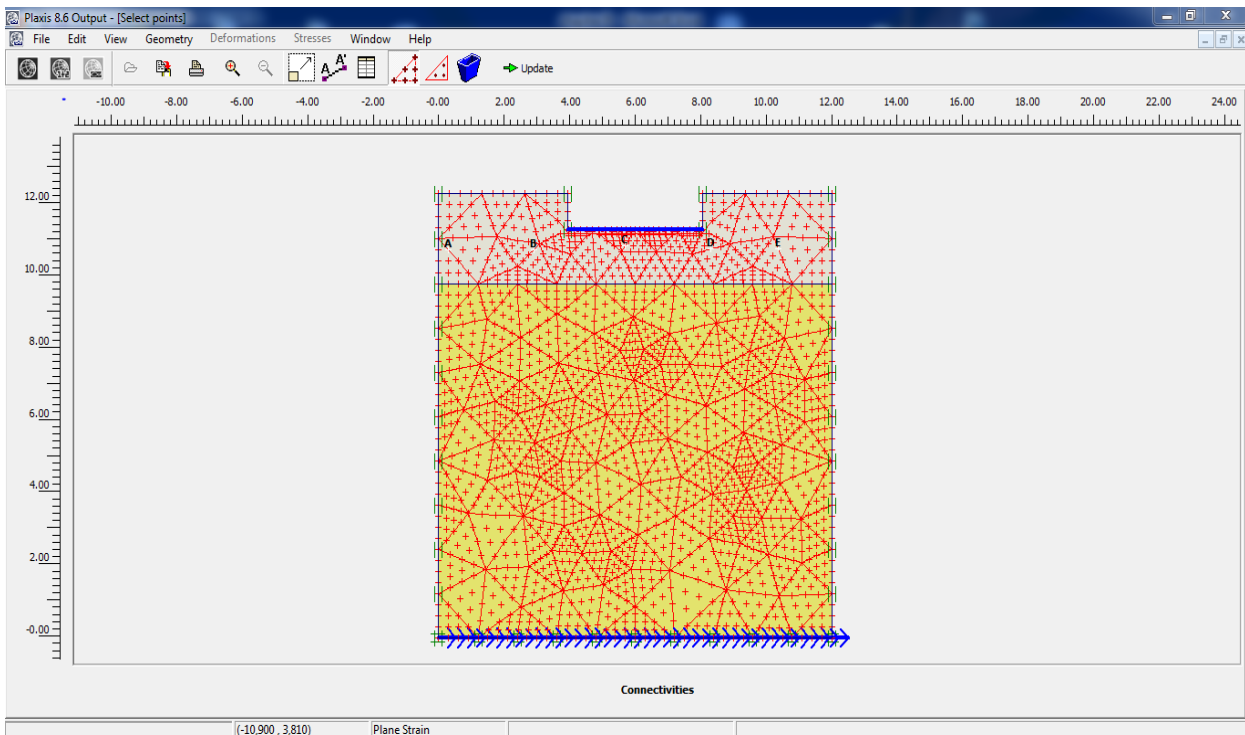 Plaxis 8.6 Output - [Select points]
File Edit View Geometry Deformations Stresses Window Help
A A' Update
-10.00 -8.00 -6.00 -4.00 -2.00 -0.00 2.00 4.00 6.00 8.00 10.00 12.00 14.00 16.00 18.00 20.00 22.00 24.00
12.00
A B C D E
10.00
8.00
6.00
4.00
2.00
-0.00
Connectivities
(-10,900 , 3,810) Plane Strain